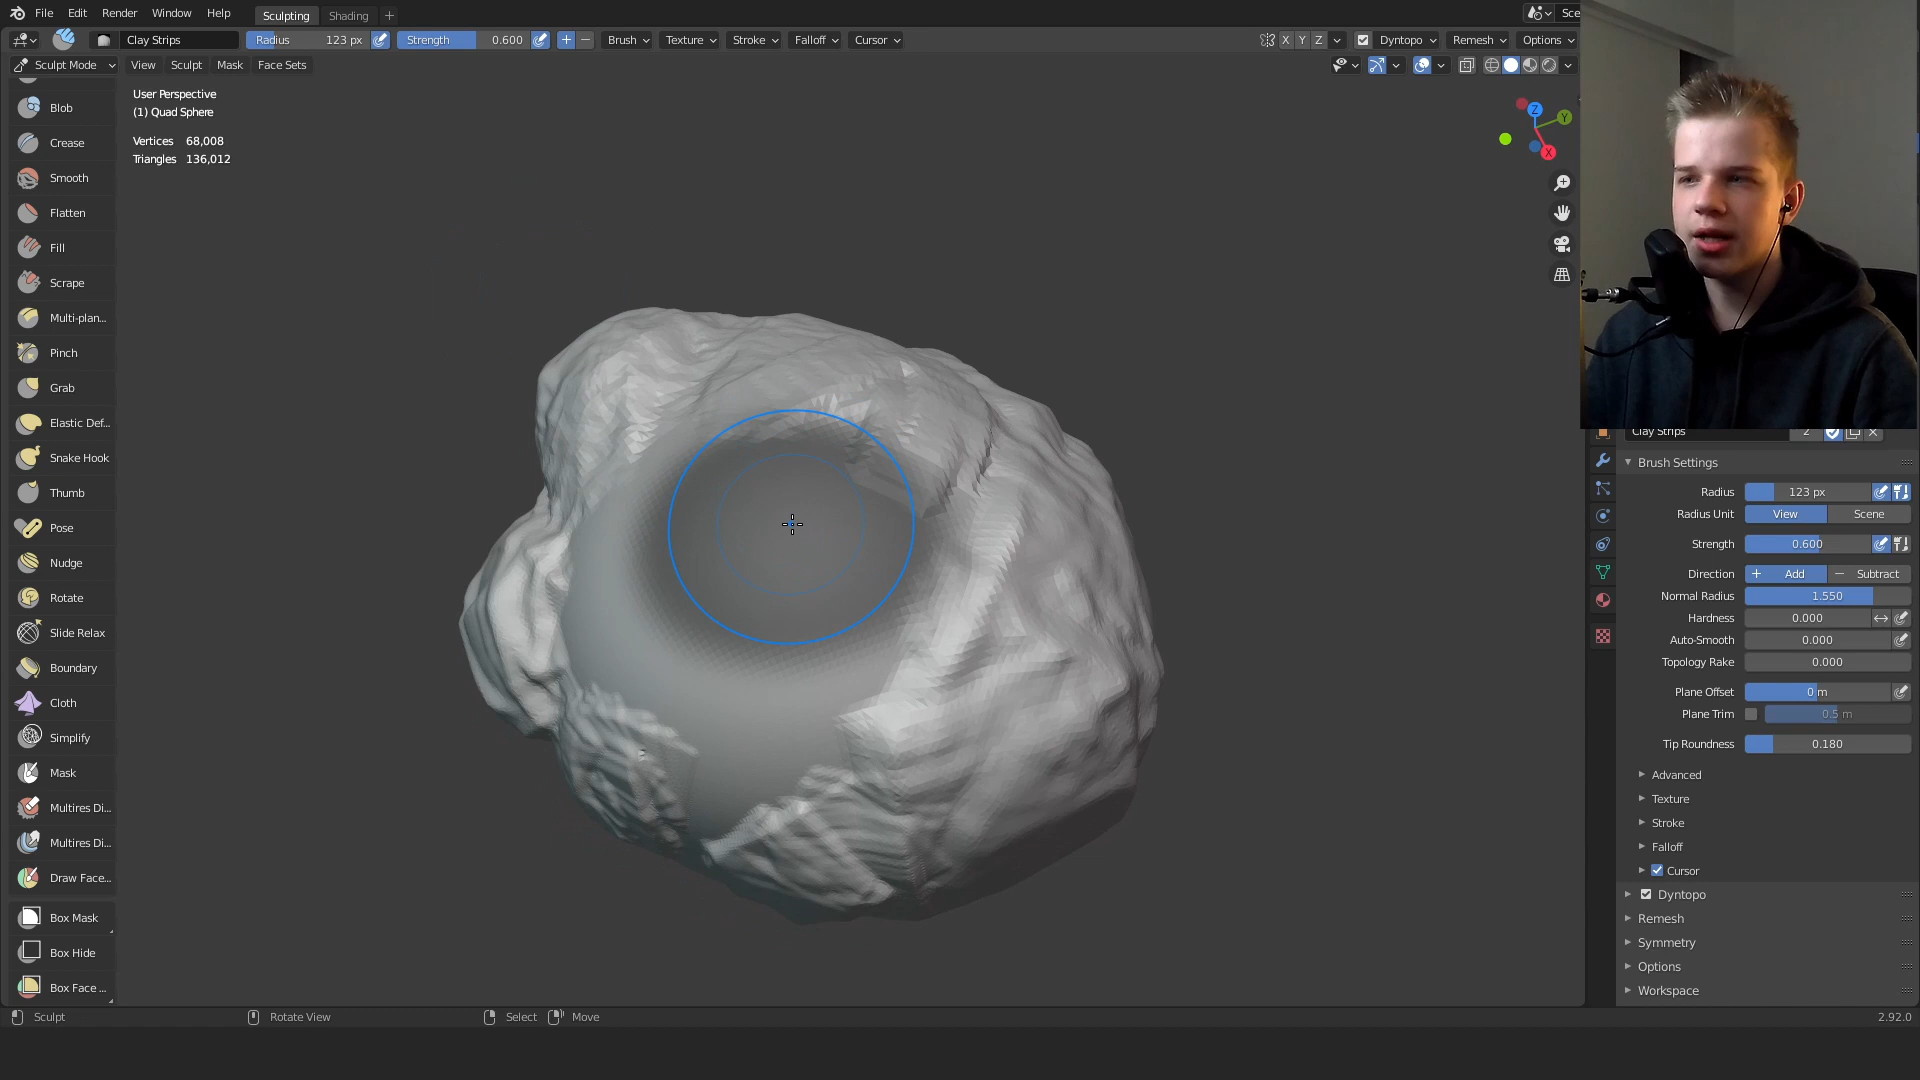 File Edit Render Window Help Sculpting Shading + Sce
Clay Strips Radius 123 px Strength 0.600 + − Brush Texture Stroke Falloff Cursor X Y Z Dyntopo Remesh Options
Sculpt Mode View Sculpt Mask Face Sets
User Perspective
(1) Quad Sphere
Vertices 68,008
Triangles 136,012
Z
Y
X
Blob
Crease
Smooth
Flatten
Fill
Scrape
Multi-plan...
Pinch
Grab
Elastic Def...
Snake Hook
Thumb
Pose
Nudge
Rotate
Slide Relax
Boundary
Cloth
Simplify
Mask
Multires Di...
Multires Di...
Draw Face...
Box Mask
Box Hide
Box Face ...
Clay Strips 2
Brush Settings
Radius 123 px
Radius Unit View Scene
Strength 0.600
Direction + Add − Subtract
Normal Radius 1.550
Hardness 0.000
Auto-Smooth 0.000
Topology Rake 0.000
Plane Offset 0 m
Plane Trim 0.5 m
Tip Roundness 0.180
Advanced
Texture
Stroke
Falloff
Cursor
Dyntopo
Remesh
Symmetry
Options
Workspace
Sculpt Rotate View Select Move 2.92.0